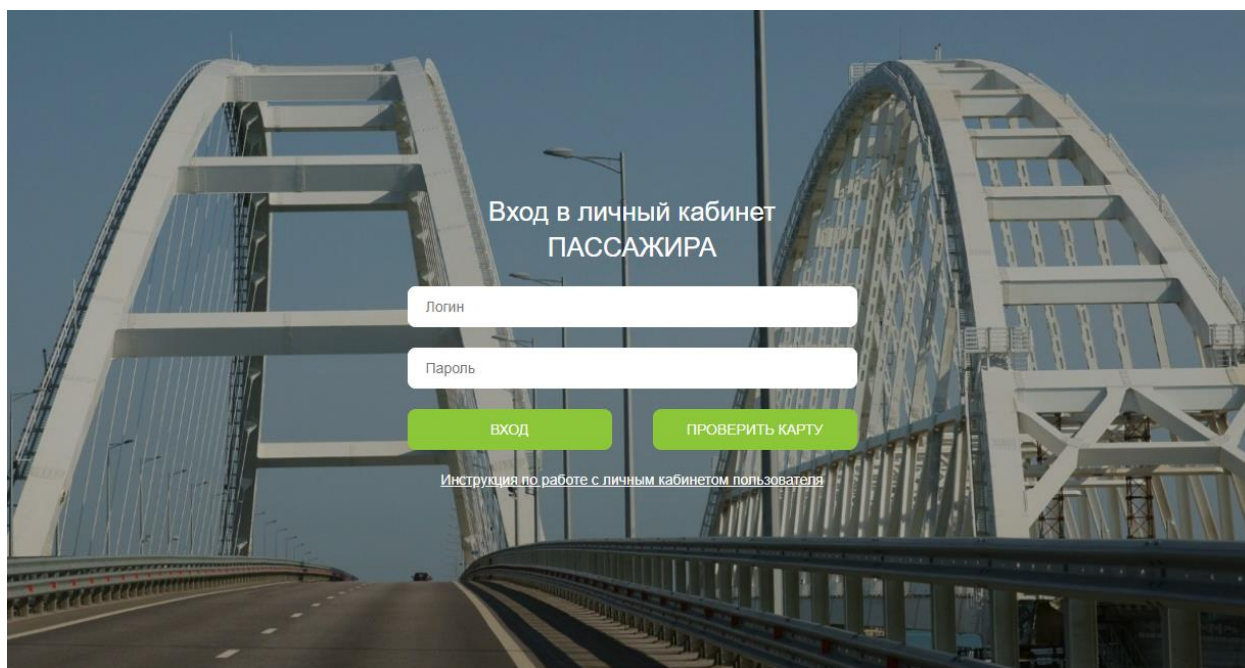 Вход в личный кабинет
ПАССАЖИРА
Логин
Пароль
ВХОД
ПРОВЕРИТЬ КАРТУ
Инструкция по работе с личным кабинетом пользователя